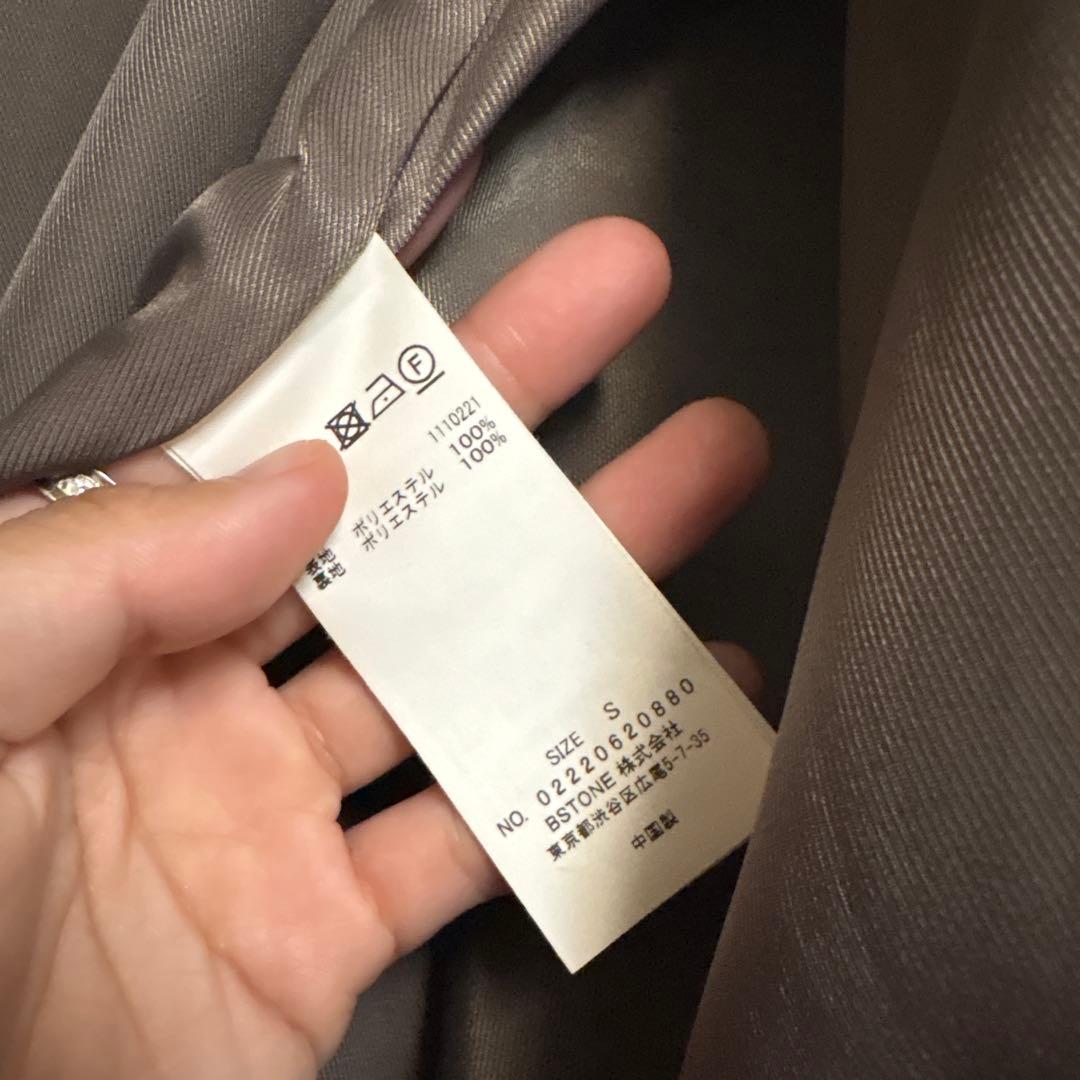 F
1110221
表地 ポリエステル 100%
裏地 ポリエステル 100%
SIZE S
NO. 02220620880
BSTONE 株式会社
東京都渋谷区広尾5-7-35
中国製